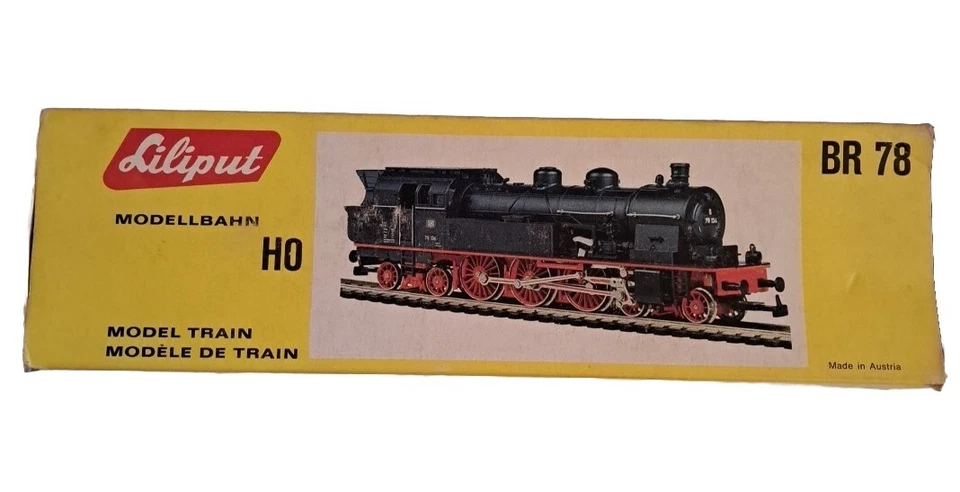 Liliput
MODELLBAHN
HO
MODEL TRAIN
MODÈLE DE TRAIN
BR 78
Made in Austria